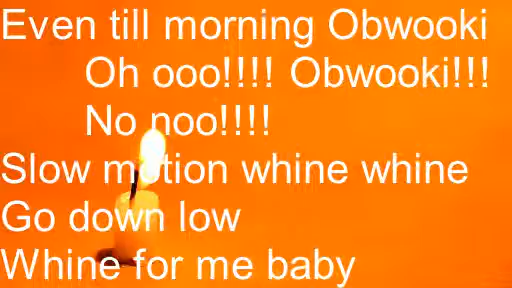 Even till morning Obwooki
Oh ooo!!!! Obwooki!!!
No noo!!!!
Slow motion whine whine
Go down low
Whine for me baby